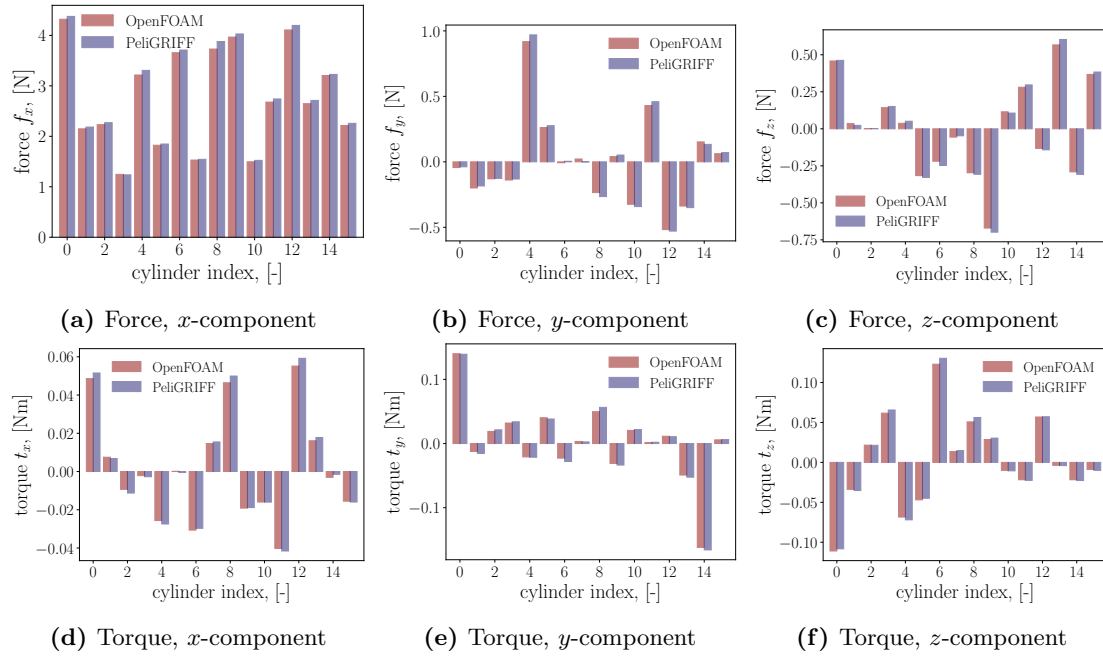 4
3
2
1
0
force fx, [N]
OpenFOAM
PeliGRIFF
0 2 4 6 8 10 12 14
cylinder index, [-]
(a) Force, x-component
1.0
0.5
0.0
−0.5
force fy, [N]
OpenFOAM
PeliGRIFF
0 2 4 6 8 10 12 14
cylinder index, [-]
(b) Force, y-component
0.50
0.25
0.00
−0.25
−0.50
−0.75
force fz, [N]
OpenFOAM
PeliGRIFF
0 2 4 6 8 10 12 14
cylinder index, [-]
(c) Force, z-component
0.06
0.04
0.02
0.00
−0.02
−0.04
torque tx, [Nm]
OpenFOAM
PeliGRIFF
0 2 4 6 8 10 12 14
cylinder index, [-]
(d) Torque, x-component
0.1
0.0
−0.1
torque ty, [Nm]
OpenFOAM
PeliGRIFF
0 2 4 6 8 10 12 14
cylinder index, [-]
(e) Torque, y-component
0.10
0.05
0.00
−0.05
−0.10
torque tz, [Nm]
OpenFOAM
PeliGRIFF
0 2 4 6 8 10 12 14
cylinder index, [-]
(f) Torque, z-component